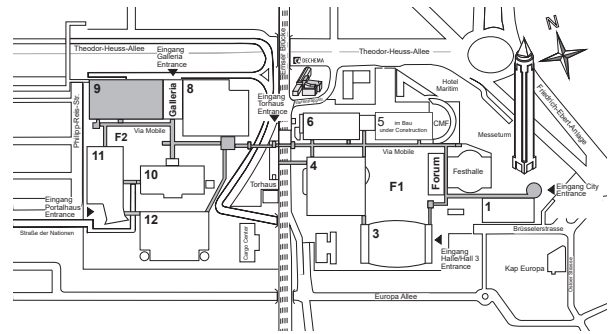 Theodor-Heuss-Allee
Eingang
Galleria
Entrance
DECHEMA
Theodor-Heuss-Allee
N
Philipp-Reis-Str.
9
Galleria
8
Eingang
Torhaus
Entrance
Hotel
Maritim
Friedrich-Ebert-Anlage
6
5
im Bau
under Construction
CMF
Messeturm
F2
Via Mobile
Via Mobile
11
10
4
F1
Forum
Festhalle
Torhaus
Eingang
Portalhaus
Entrance
Eingang City
Entrance
1
12
Straße der Nationen
Cargo Center
3
Brüsselerstrasse
Eingang
Halle/Hall 3
Entrance
Kap Europa
Europa Allee